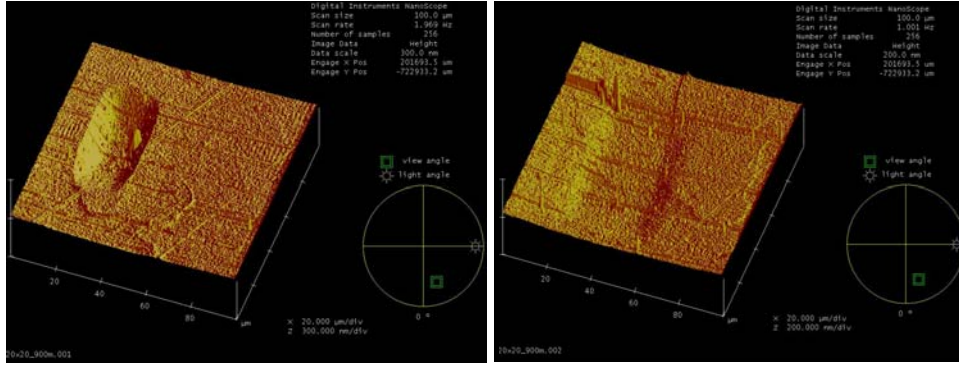 Digital Instruments NanoScope
Scan size 100.0 µm
Scan rate 1.969 Hz
Number of samples 256
Image Data Height
Data scale 300.0 nm
Engage X Pos 201693.5 um
Engage Y Pos -722933.2 um
view angle
light angle
0 °
20
40
60
80
µm
X 20.000 µm/div
Z 300.000 nm/div
20x20_900m.001
Digital Instruments NanoScope
Scan size 100.0 µm
Scan rate 1.001 Hz
Number of samples 256
Image Data Height
Data scale 200.0 nm
Engage X Pos 201693.5 um
Engage Y Pos -722933.2 um
view angle
light angle
0 °
20
40
60
80
µm
X 20.000 µm/div
Z 200.000 nm/div
20x20_900m.002